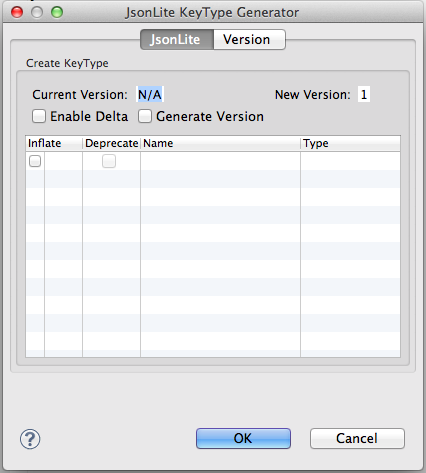 JsonLite KeyType Generator
JsonLite Version
Create KeyType
Current Version: N/A New Version: 1
Enable Delta Generate Version
Inflate Deprecate Name Type
? OK Cancel